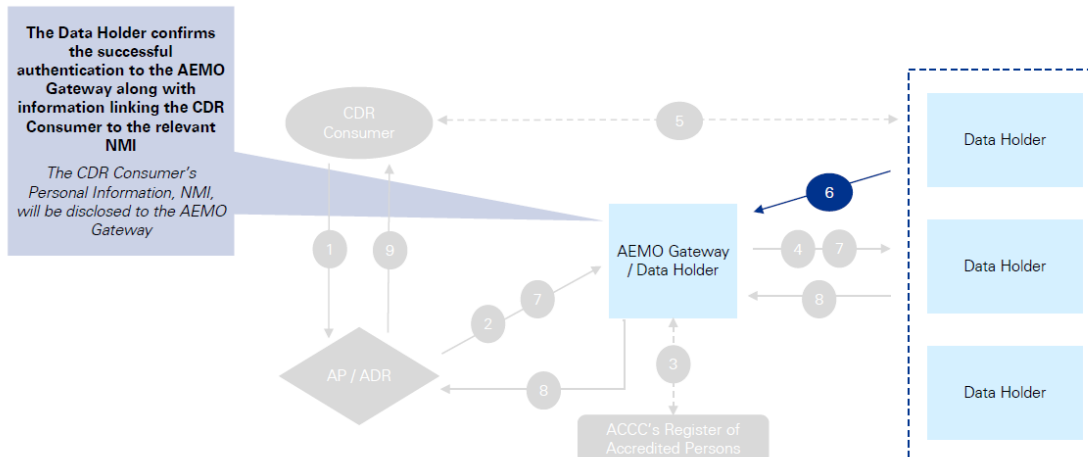 The Data Holder confirms
the successful
authentication to the AEMO
Gateway along with
information linking the CDR
Consumer to the relevant
NMI
The CDR Consumer's
Personal Information, NMI,
will be disclosed to the AEMO
Gateway
CDR
Consumer
5
Data Holder
6
1
9
AEMO Gateway
/ Data Holder
4
7
Data Holder
8
2
7
3
AP / ADR
8
Data Holder
ACCC's Register of
Accredited Persons